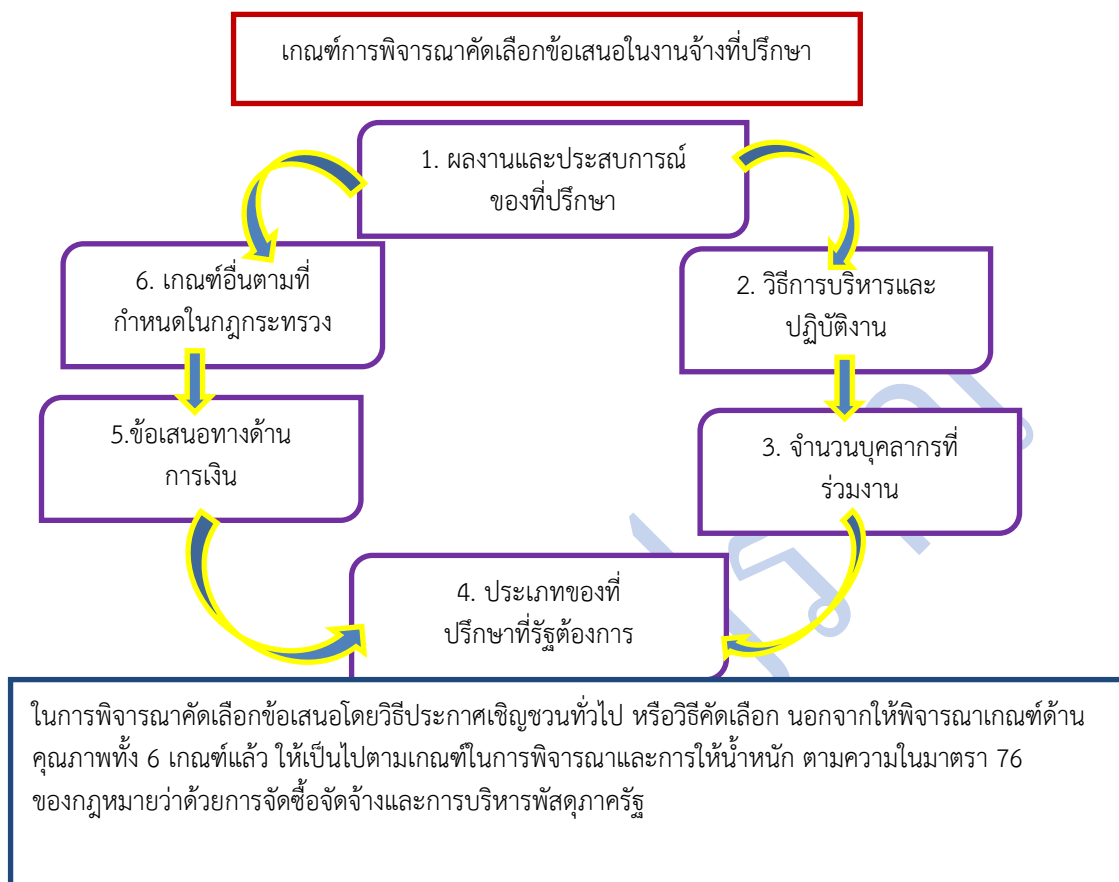 เกณฑ์การพิจารณาคัดเลือกข้อเสนอในงานจ้างที่ปรึกษา
1. ผลงานและประสบการณ์
ของที่ปรึกษา
2. วิธีการบริหารและ
ปฏิบัติงาน
3. จำนวนบุคลากรที่
ร่วมงาน
4. ประเภทของที่
ปรึกษาที่รัฐต้องการ
5.ข้อเสนอทางด้าน
การเงิน
6. เกณฑ์อื่นตามที่
กำหนดในกฎกระทรวง
ในการพิจารณาคัดเลือกข้อเสนอโดยวิธีประกาศเชิญชวนทั่วไป หรือวิธีคัดเลือก นอกจากให้พิจารณาเกณฑ์ด้าน
คุณภาพทั้ง 6 เกณฑ์แล้ว ให้เป็นไปตามเกณฑ์ในการพิจารณาและการให้น้ำหนัก ตามความในมาตรา 76
ของกฎหมายว่าด้วยการจัดซื้อจัดจ้างและการบริหารพัสดุภาครัฐ